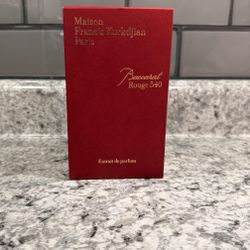 Maison
Francis Kurkdjian
Paris
Baccarat
Rouge 540
Extrait de parfum